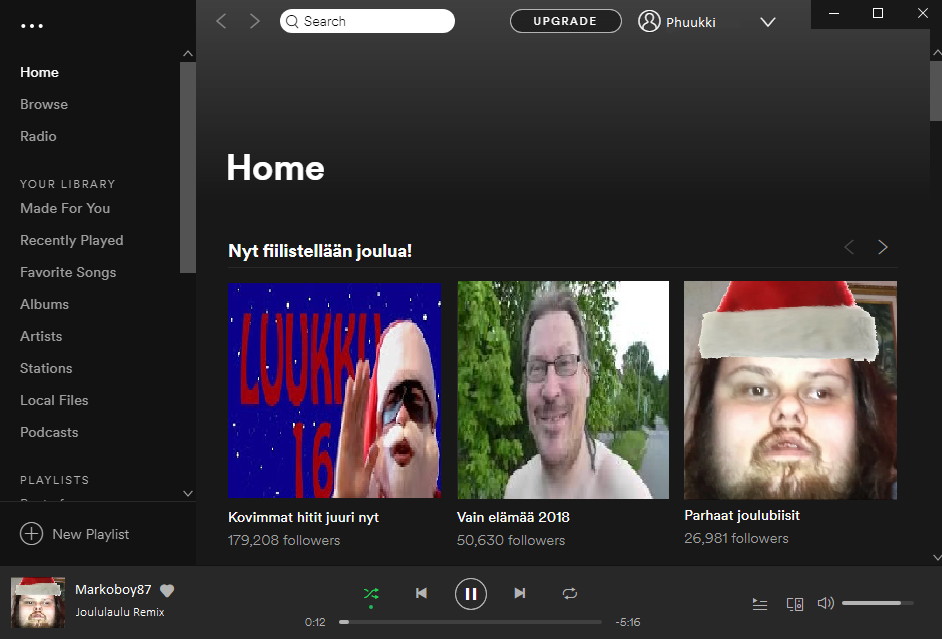 Search
UPGRADE
Phuukki
Home
Browse
Radio
YOUR LIBRARY
Made For You
Recently Played
Favorite Songs
Albums
Artists
Stations
Local Files
Podcasts
PLAYLISTS
New Playlist
Home
Nyt fiilistellään joulua!
LUUKKU
16
Kovimmat hitit juuri nyt
179,208 followers
Vain elämää 2018
50,630 followers
Parhaat joulubiisit
26,981 followers
Markoboy87
Joululaulu Remix
0:12
-5:16